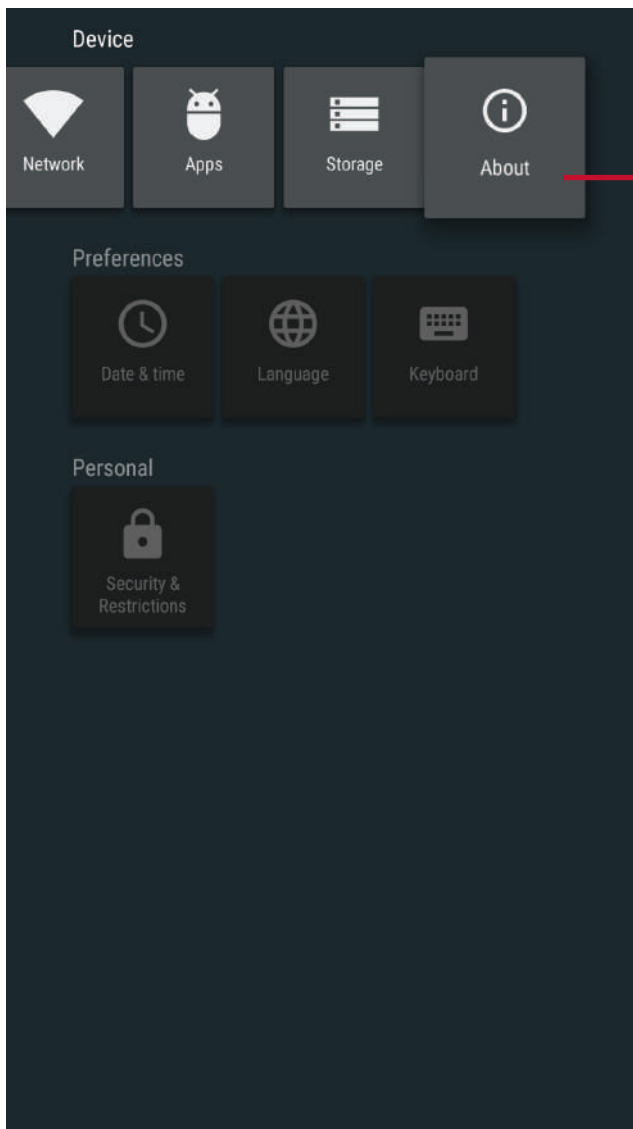 Device
Network Apps Storage About
Preferences
Date & time Language Keyboard
Personal
Security &
Restrictions